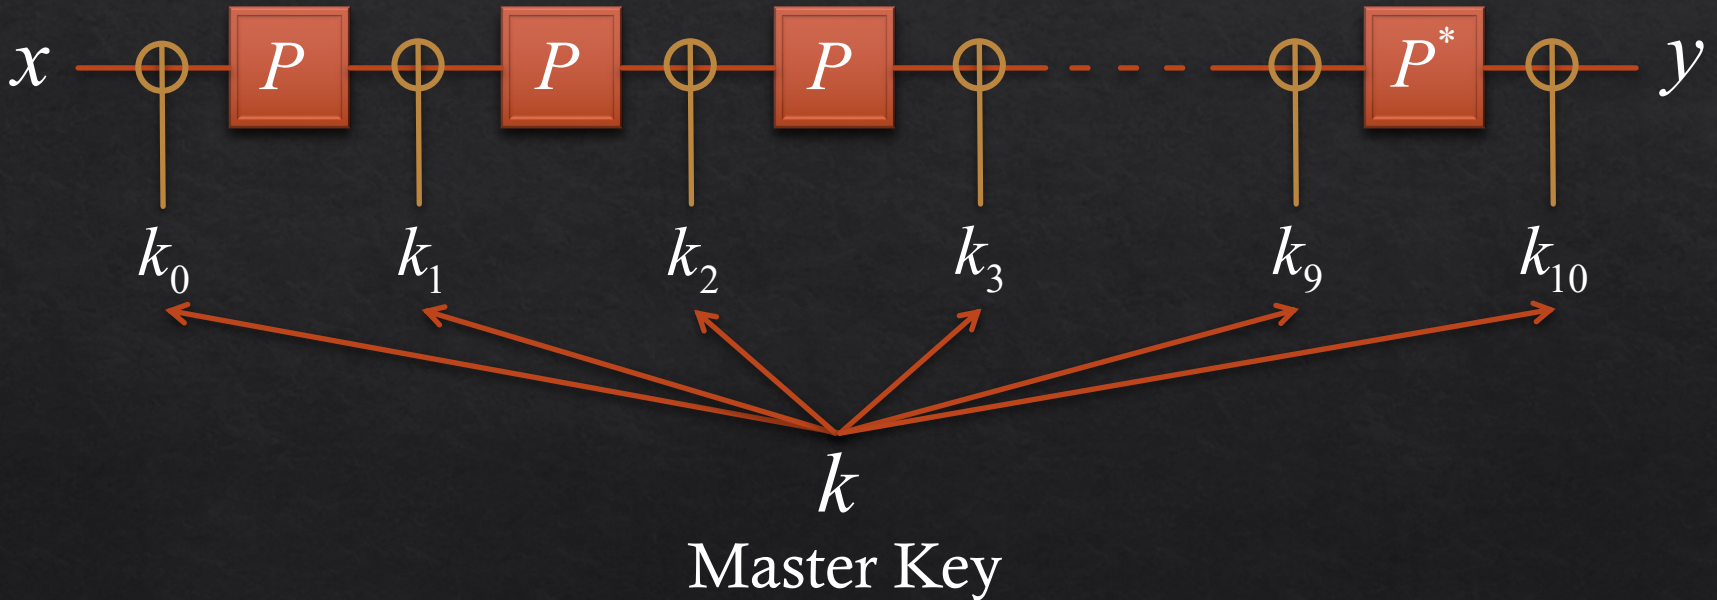 x P P P P* y
k₀ k₁ k₂ k₃ k₉ k₁₀
k
Master Key